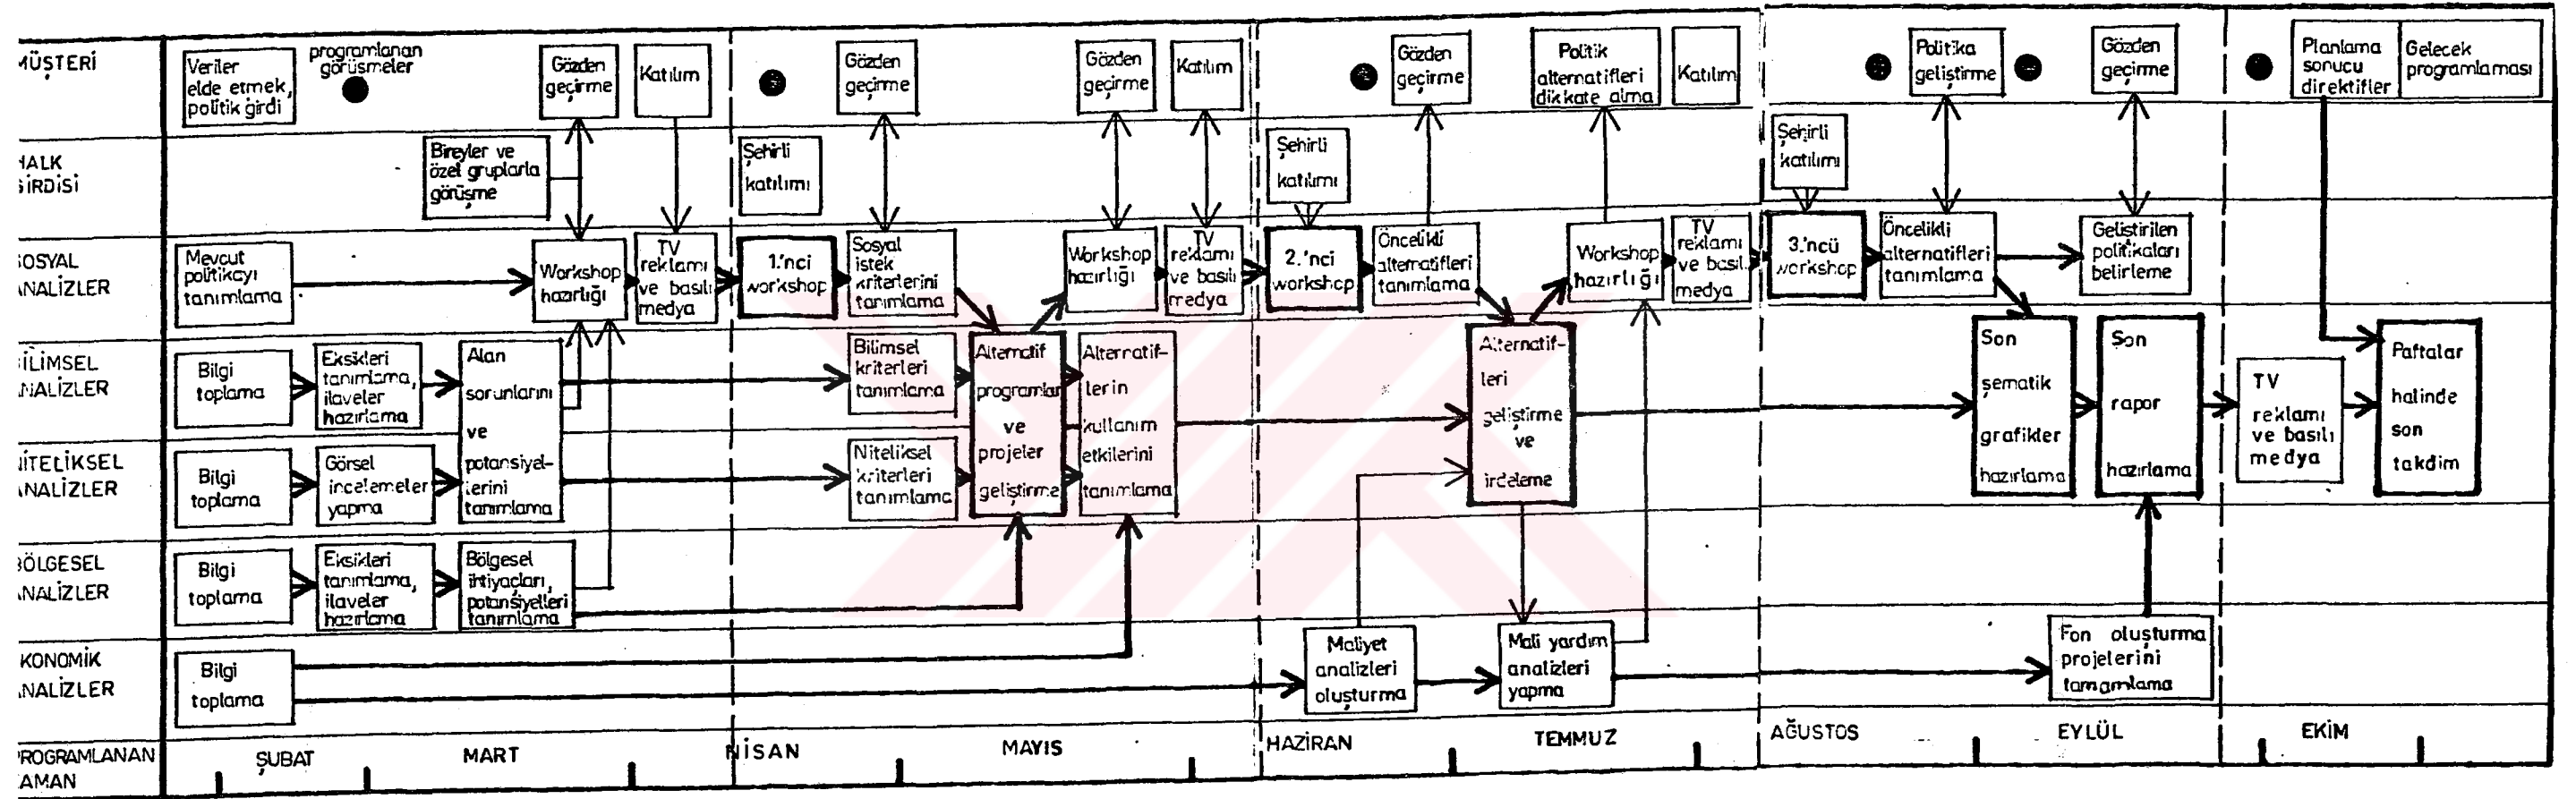 MÜŞTERİ
Veriler
elde etmek,
politik girdi
programlanan
görüşmeler
Gözden
geçirme
Katılım
Gözden
geçirme
Gözden
geçirme
Katılım
Gözden
geçirme
Politik
alternatifleri
dikkate alma
Katılım
Politika
geliştirme
Gözden
geçirme
Planlama
sonucu
direktifler
Gelecek
programlaması
HALK
GİRDİSİ
Bireyler ve
özel gruplarla
görüşme
Şehirli
katılımı
Şehirli
katılımı
Şehirli
katılımı
SOSYAL
ANALİZLER
Mevcut
politikayı
tanımlama
Workshop
hazırlığı
TV
reklamı
ve basılı
medya
1.'nci
workshop
Sosyal
istek
kriterlerini
tanımlama
Workshop
hazırlığı
TV
reklamı
ve basılı
medya
2.'nci
workshop
Öncelikli
alternatifleri
tanımlama
Workshop
hazırlığı
TV
reklamı
ve basıl
medya
3.'ncü
workshop
Öncelikli
alternatifleri
tanımlama
Geliştirilen
politikaları
belirleme
BİLİMSEL
ANALİZLER
Bilgi
toplama
Eksikleri
tanımlama,
ilaveler
hazırlama
Alan
sorunlarını
ve
potansiyel-
lerini
tanımlama
Bilimsel
kriterleri
tanımlama
Alternatif
programlar
ve
projeler
geliştirme
Alternatif-
lerin
kullanım
etkilerini
tanımlama
Alternatif-
leri
geliştirme
ve
irdeleme
Son
şematik
grafikler
hazırlama
Son
rapor
hazırlama
TV
reklamı
ve basılı
medya
Paftalar
halinde
son
takdim
NİTELİKSEL
ANALİZLER
Bilgi
toplama
Görsel
incelemeler
yapma
Niteliksel
kriterleri
tanımlama
BÖLGESEL
ANALİZLER
Bilgi
toplama
Eksikleri
tanımlama,
ilaveler
hazırlama
Bölgesel
ihtiyaçları,
potansiyelleri
tanımlama
EKONOMİK
ANALİZLER
Bilgi
toplama
Maliyet
analizleri
oluşturma
Mali yardım
analizleri
yapma
Fon oluşturma
projelerini
tamamlama
PROGRAMLANAN
ZAMAN
ŞUBAT
MART
NİSAN
MAYIS
HAZİRAN
TEMMUZ
AĞUSTOS
EYLÜL
EKİM